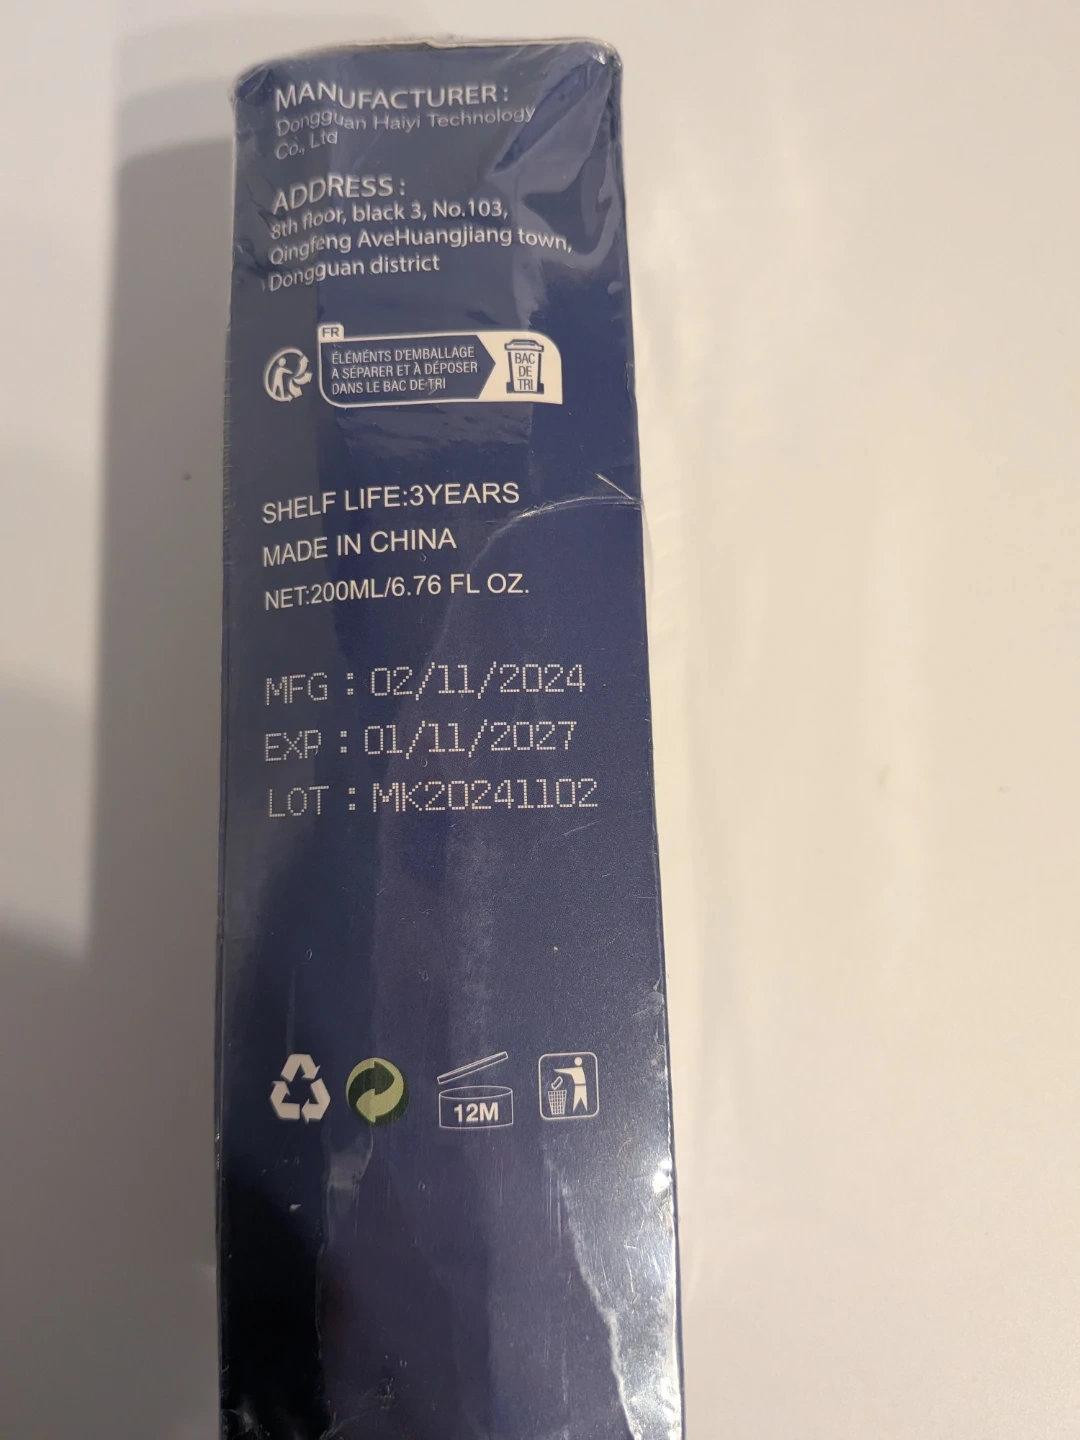 MANUFACTURER :
Dongguan Haiyi Technology
Co., Ltd
ADDRESS :
8th floor, black 3, No.103,
Qingfeng AveHuangjiang town,
Dongguan district
FR
ÉLÉMENTS D'EMBALLAGE
A SÉPARER ET À DÉPOSER
DANS LE BAC DE TRI
BAC
DE
TRI
SHELF LIFE:3YEARS
MADE IN CHINA
NET:200ML/6.76 FL OZ.
MFG : 02/11/2024
EXP : 01/11/2027
LOT : MK20241102
12M